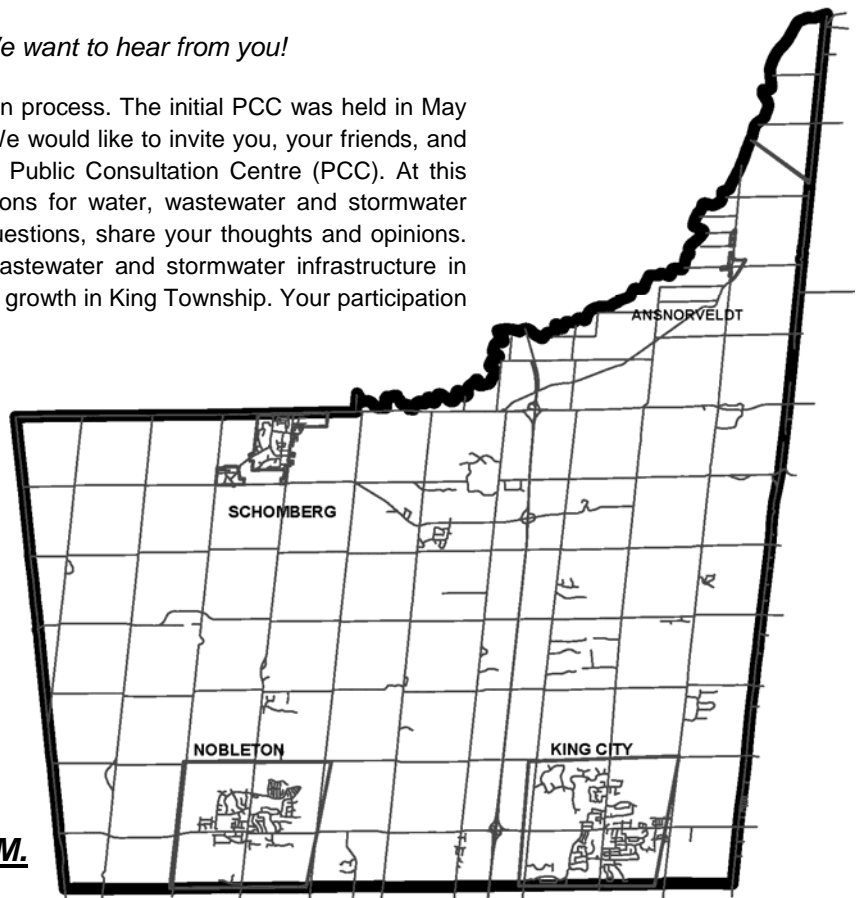 e want to hear from you!
n process. The initial PCC was held in May
We would like to invite you, your friends, and
Public Consultation Centre (PCC). At this
ons for water, wastewater and stormwater
uestions, share your thoughts and opinions.
astewater and stormwater infrastructure in
growth in King Township. Your participation
ANSNORVELDT
SCHOMBERG
NOBLETON
KING CITY
M.